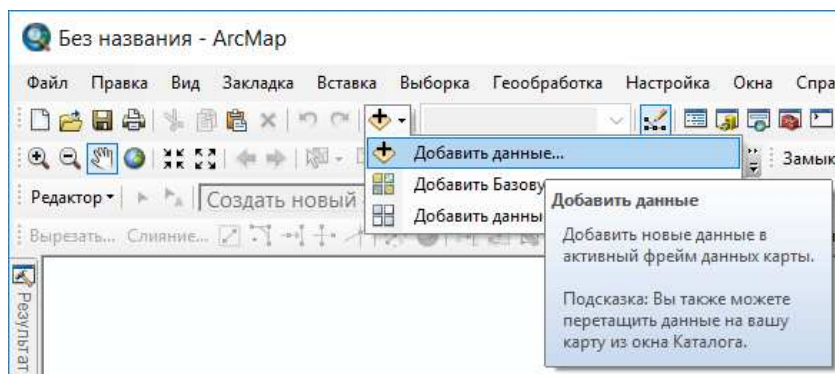 Без названия - ArcMap
Файл Правка Вид Закладка Вставка Выборка Геообработка Настройка Окна Спра
Добавить данные...
Замык
Добавить Базову
Редактор
Создать новый
Добавить данны
Добавить данные
Вырезать... Слияние...
Добавить новые данные в
активный фрейм данных карты.
Подсказка: Вы также можете
перетащить данные на вашу
карту из окна Каталога.
Результат